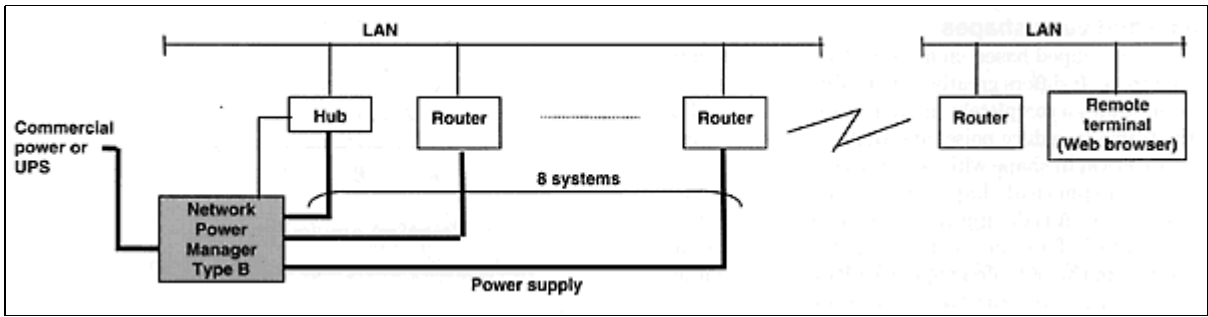 LAN
LAN
Hub
Router
Router
Router
Remote
terminal
(Web browser)
Commercial
power or
UPS
8 systems
Network
Power
Manager
Type B
Power supply